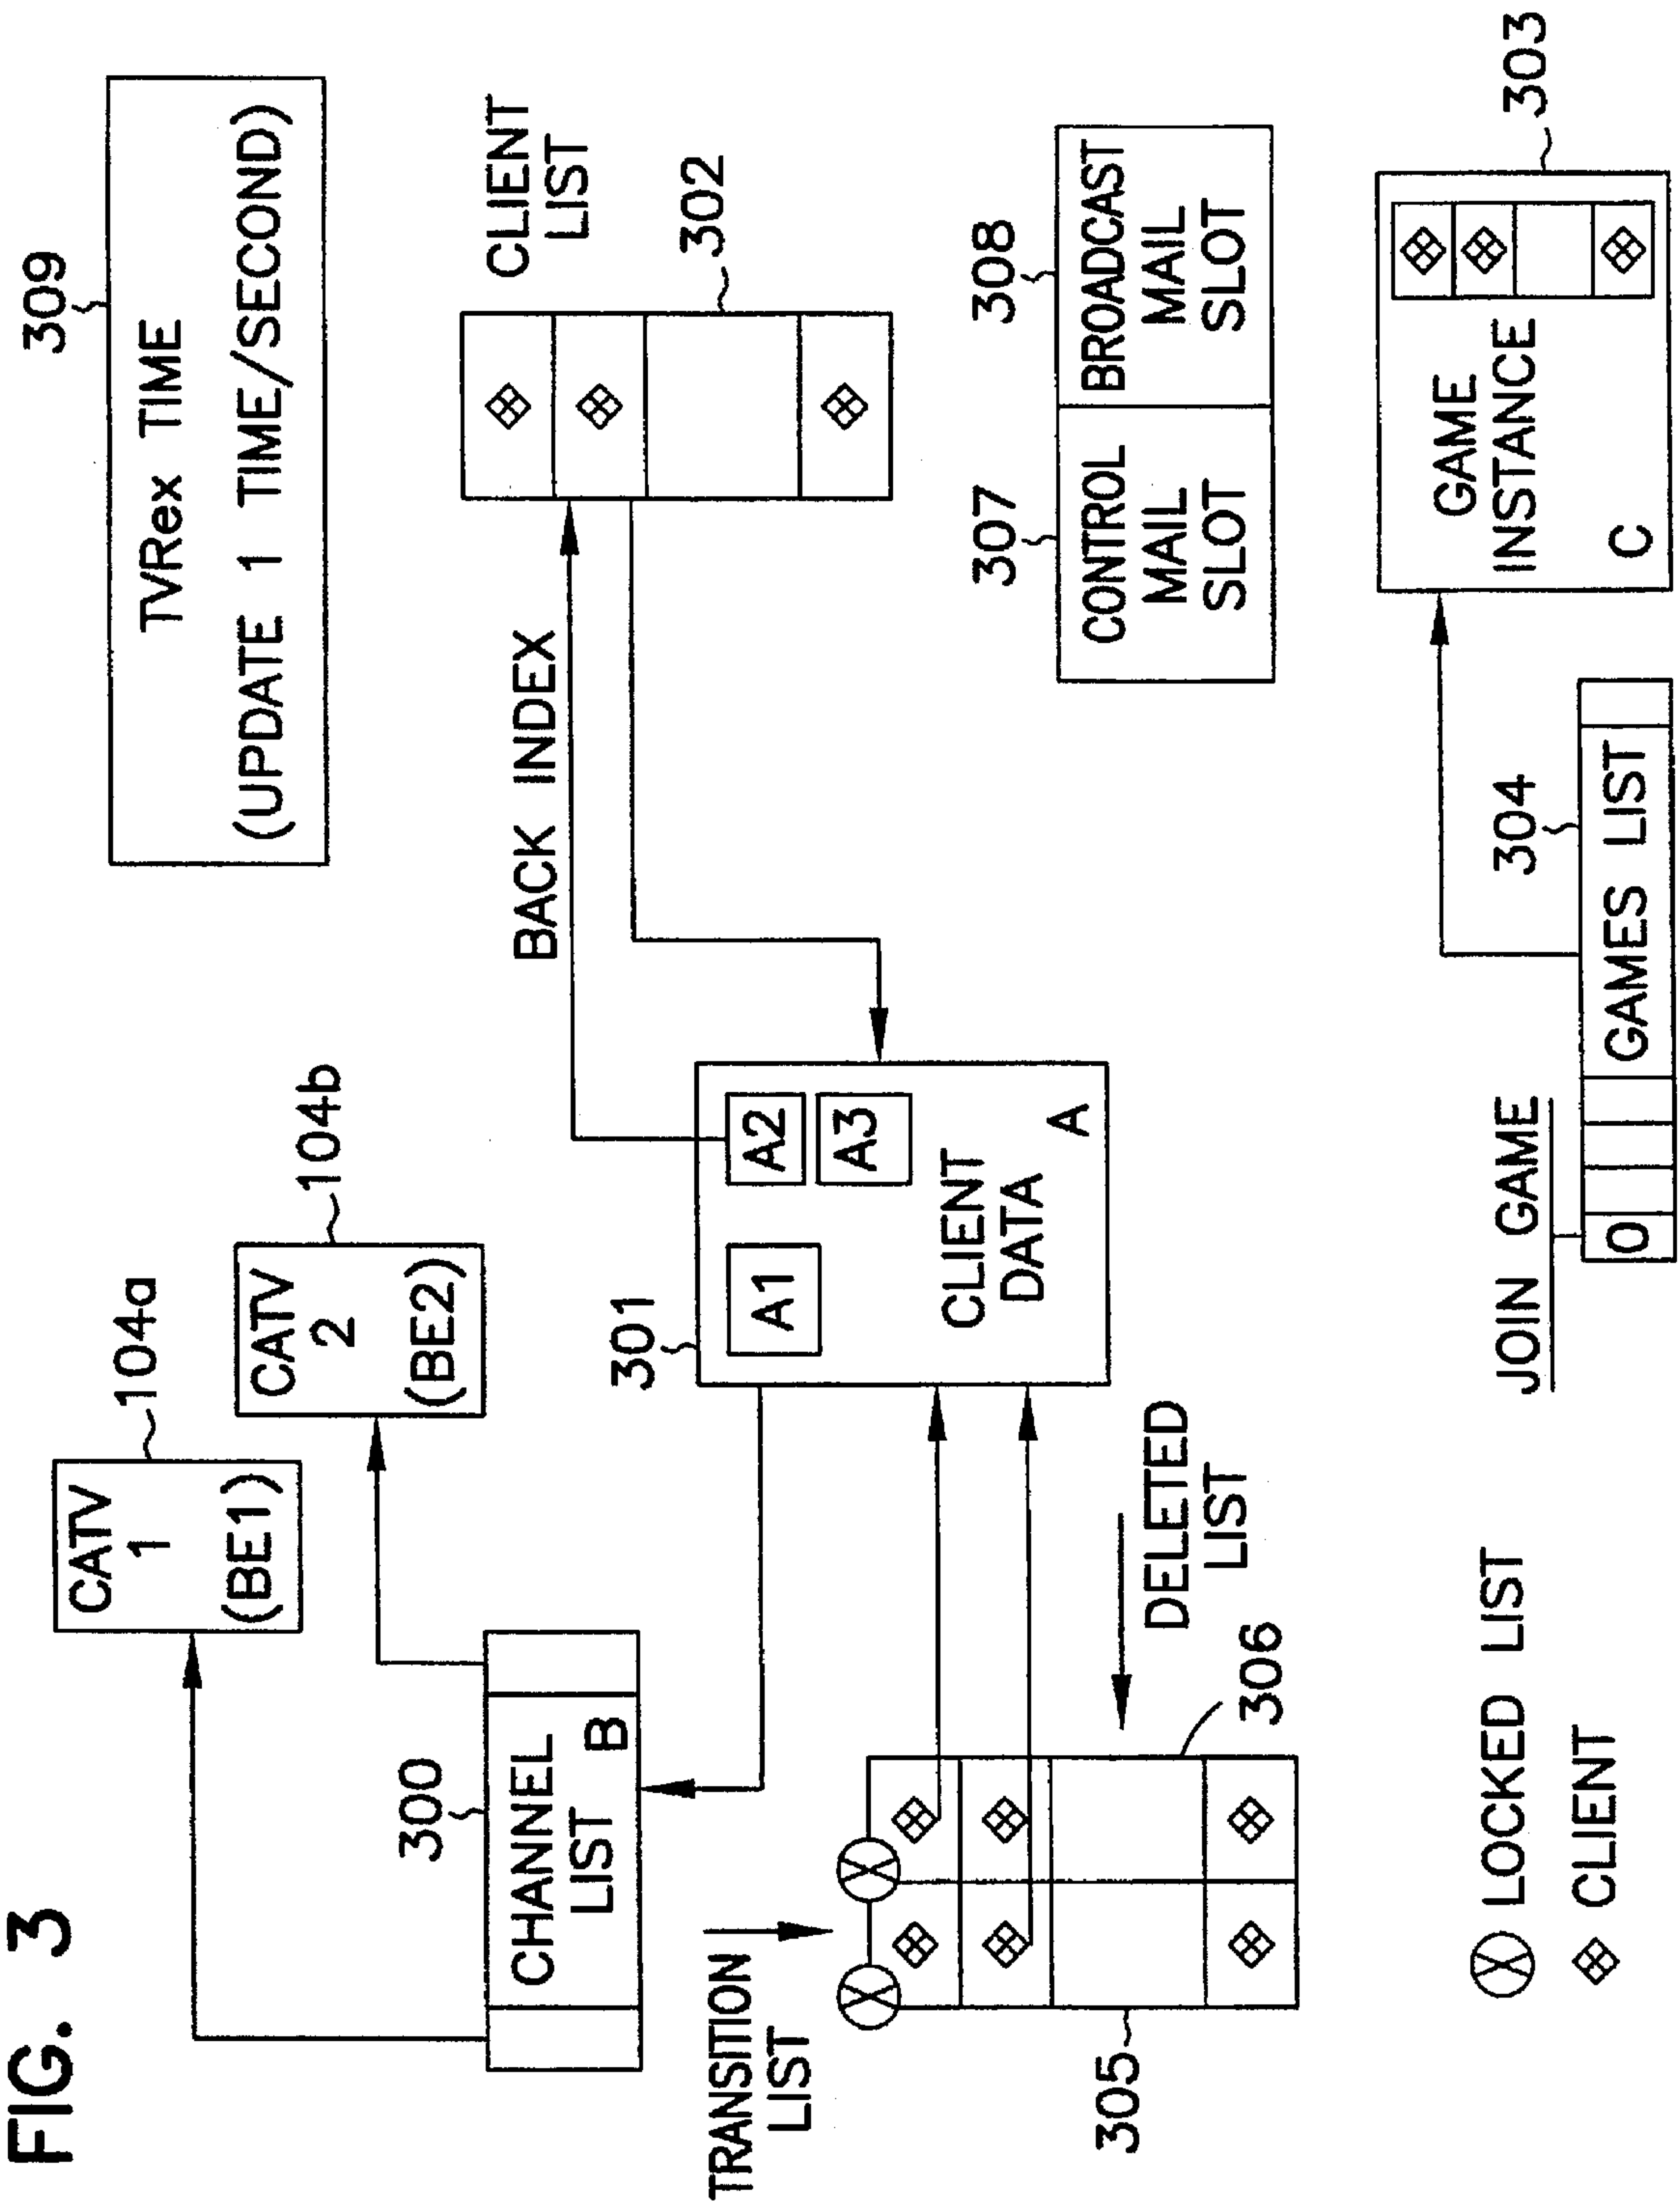 FIG. 3
104a
CATV
1
(BE1)
104b
CATV
2
(BE2)
309
TVRex TIME
(UPDATE 1 TIME/SECOND)
300
CHANNEL
LIST
B
BACK INDEX
CLIENT
LIST
302
301
A1
A2
A3
CLIENT
DATA
A
TRANSITION
LIST
305
306
DELETED
LIST
307
CONTROL
MAIL
SLOT
308
BROADCAST
MAIL
SLOT
LOCKED LIST
CLIENT
JOIN GAME
0
GAMES LIST
304
GAME
INSTANCE
C
303